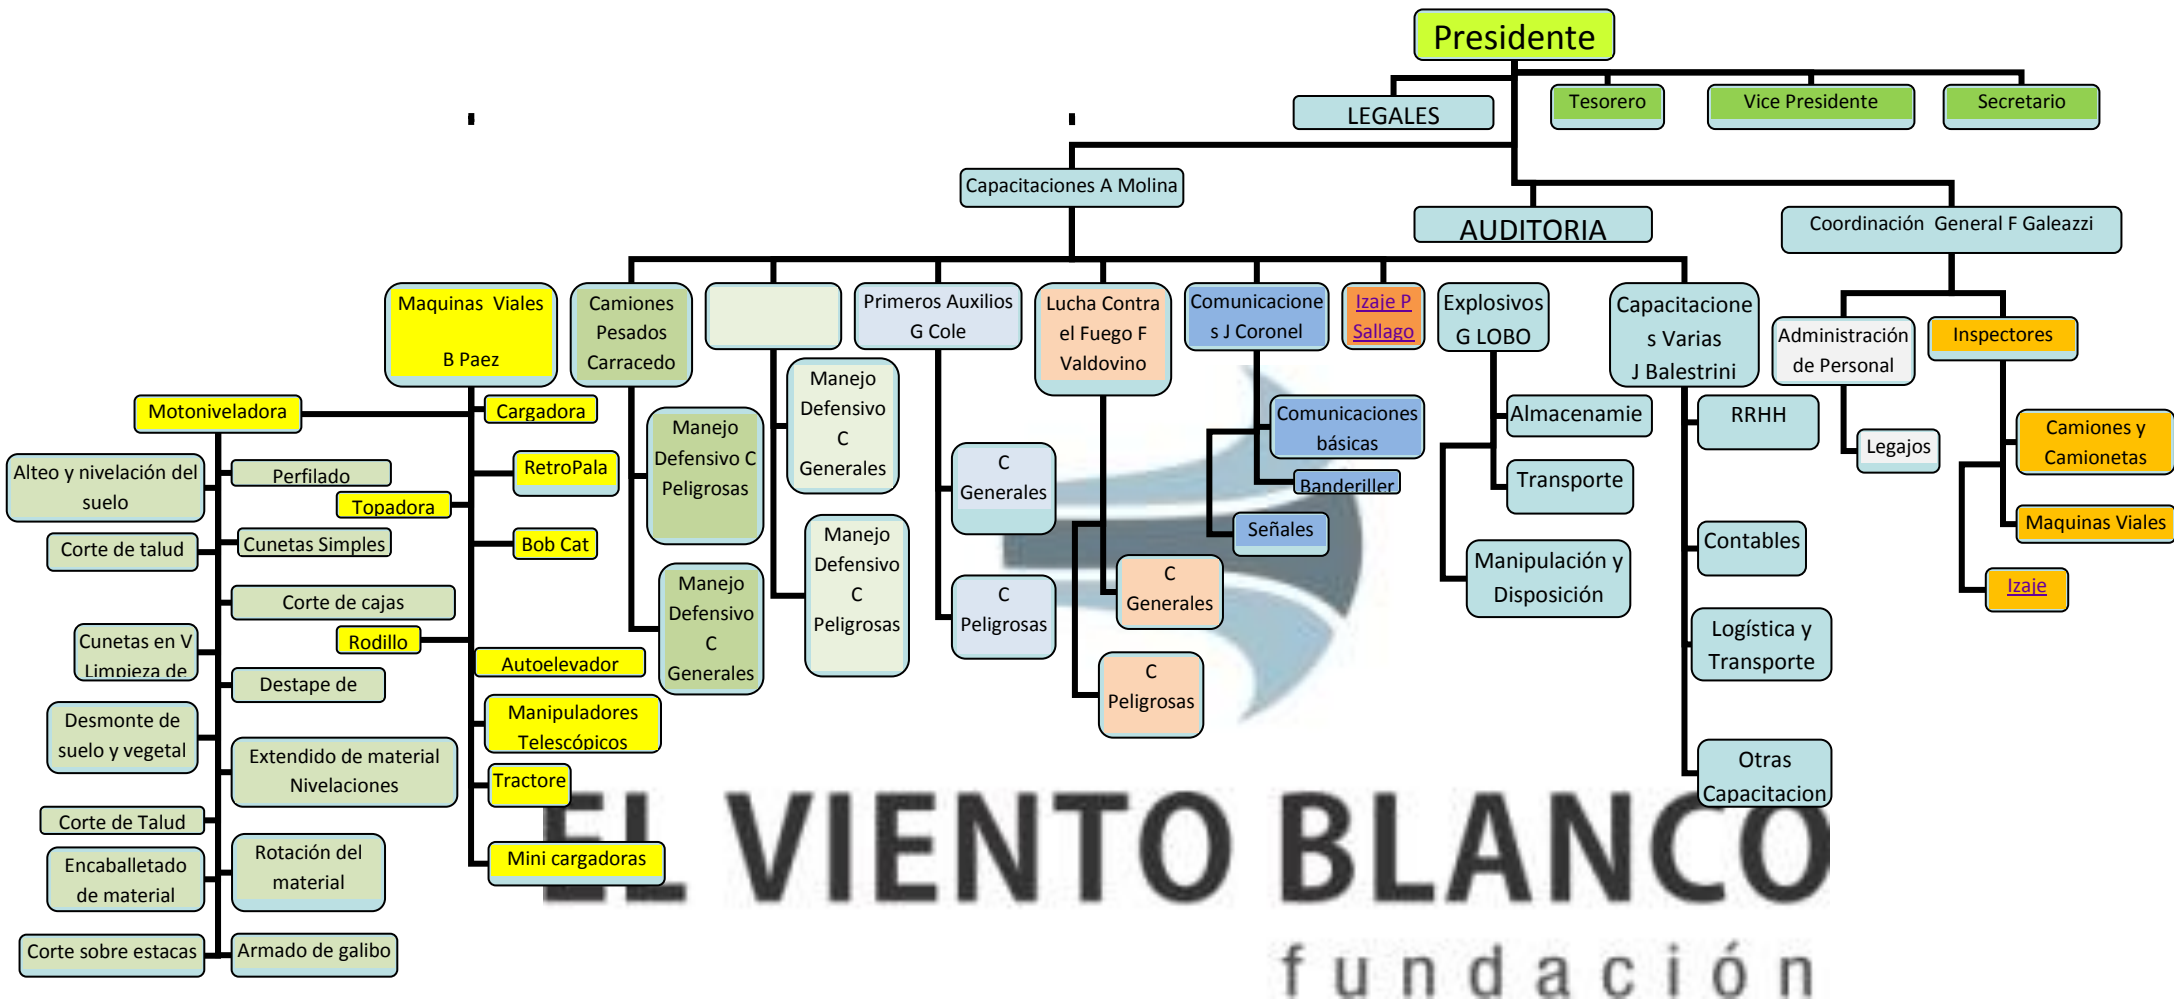 Presidente
LEGALES
Tesorero
Vice Presidente
Secretario
Capacitaciones A Molina
AUDITORIA
Coordinación  General F Galeazzi
Maquinas  Viales
B Paez
Camiones
Pesados
Carracedo
Primeros Auxilios
G Cole
Lucha Contra
el Fuego F
Valdovino
Comunicacione
s J Coronel
Izaje P
Sallago
Explosivos
G LOBO
Capacitacione
s Varias
J Balestrini
Administración
de Personal
Inspectores
Motoniveladora
Cargadora
RetroPala
Topadora
Bob Cat
Rodillo
Autoelevador
Manipuladores
Telescópicos
Tractore
Mini cargadoras
Alteo y nivelación del
suelo
Perfilado
Corte de talud
Cunetas Simples
Corte de cajas
Cunetas en V
Limpieza de
Destape de
Desmonte de
suelo y vegetal
Extendido de material
Nivelaciones
Corte de Talud
Encaballetado
de material
Rotación del
material
Corte sobre estacas
Armado de galibo
Manejo
Defensivo C
Peligrosas
Manejo
Defensivo
C
Generales
Manejo
Defensivo
C
Generales
Manejo
Defensivo
C
Peligrosas
C
Generales
C
Peligrosas
C
Generales
C
Peligrosas
Comunicaciones
básicas
Banderiller
Señales
Almacenamie
Transporte
Manipulación y
Disposición
RRHH
Contables
Logística y
Transporte
Otras
Capacitacion
Legajos
Camiones y
Camionetas
Maquinas Viales
Izaje
EL VIENTO BLANCO
fundación